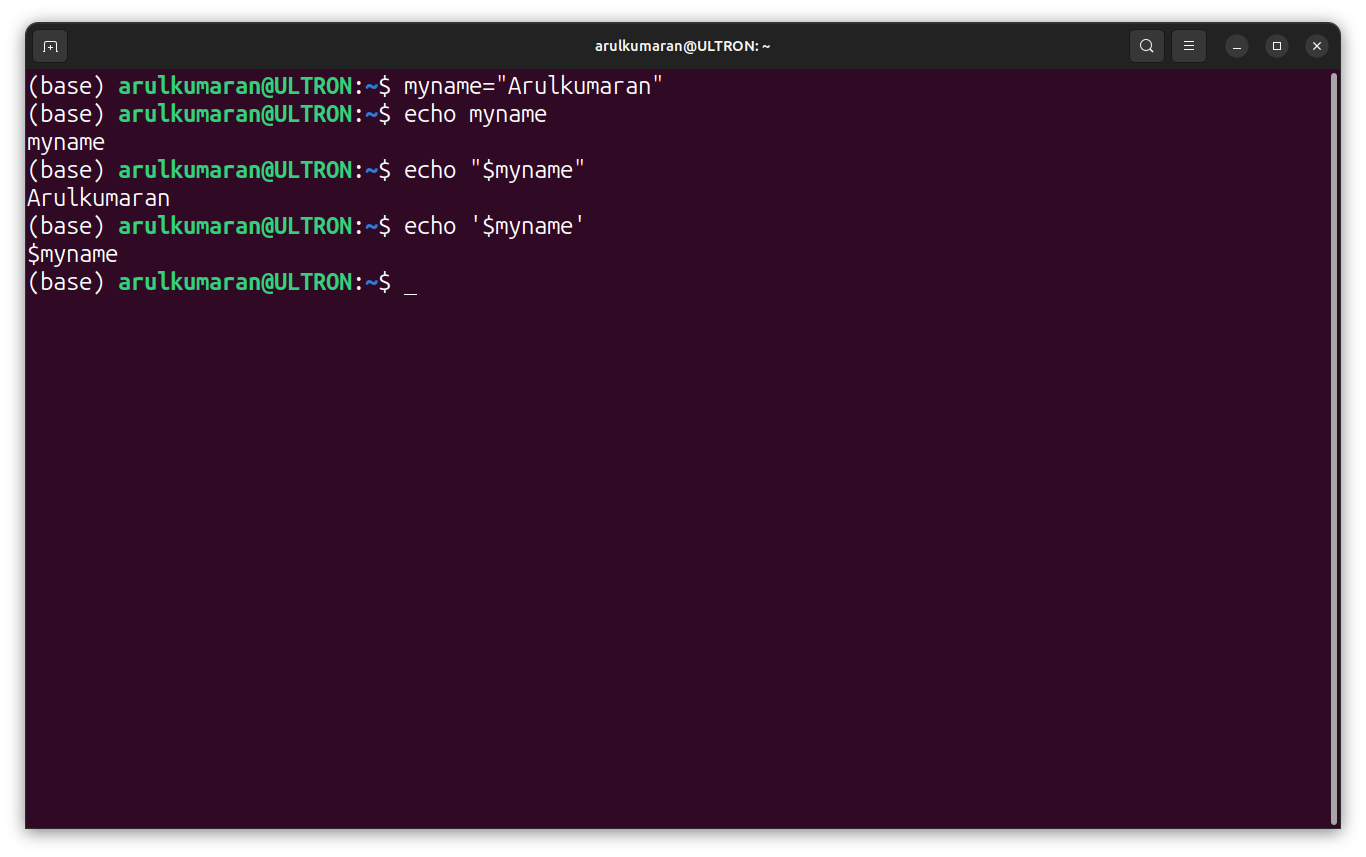 arulkumaran@ULTRON: ~
(base) arulkumaran@ULTRON:~$ myname="Arulkumaran"
(base) arulkumaran@ULTRON:~$ echo myname
myname
(base) arulkumaran@ULTRON:~$ echo "$myname"
Arulkumaran
(base) arulkumaran@ULTRON:~$ echo '$myname'
$myname
(base) arulkumaran@ULTRON:~$ _